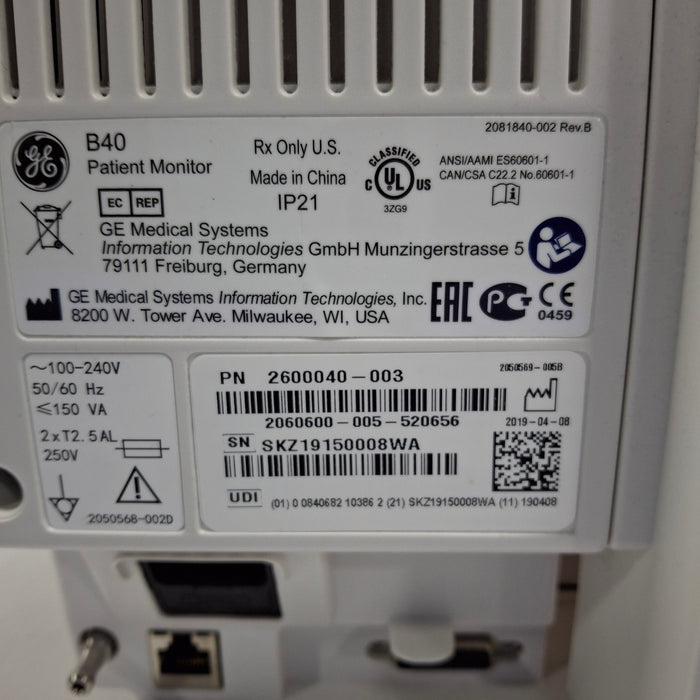 2081840-002 Rev.B
GE
B40
Patient Monitor
Rx Only U.S.
Made in China
IP21
CLASSIFIED
C UL US
3ZG9
ANSI/AAMI ES60601-1
CAN/CSA C22.2 No.60601-1
EC REP
GE Medical Systems
Information Technologies GmbH Munzingerstrasse 5
79111 Freiburg, Germany
GE Medical Systems Information Technologies, Inc.
8200 W. Tower Ave. Milwaukee, WI, USA
EAC
PG
CE
0459
~100-240V
50/60 Hz
≤150 VA
2xT2.5AL
250V
2050568-002D
2050569-005B
PN 2600040-003
2060600-005-520656
2019-04-08
SN SKZ19150008WA
UDI (01) 0 0840682 10386 2 (21) SKZ19150008WA (11) 190408